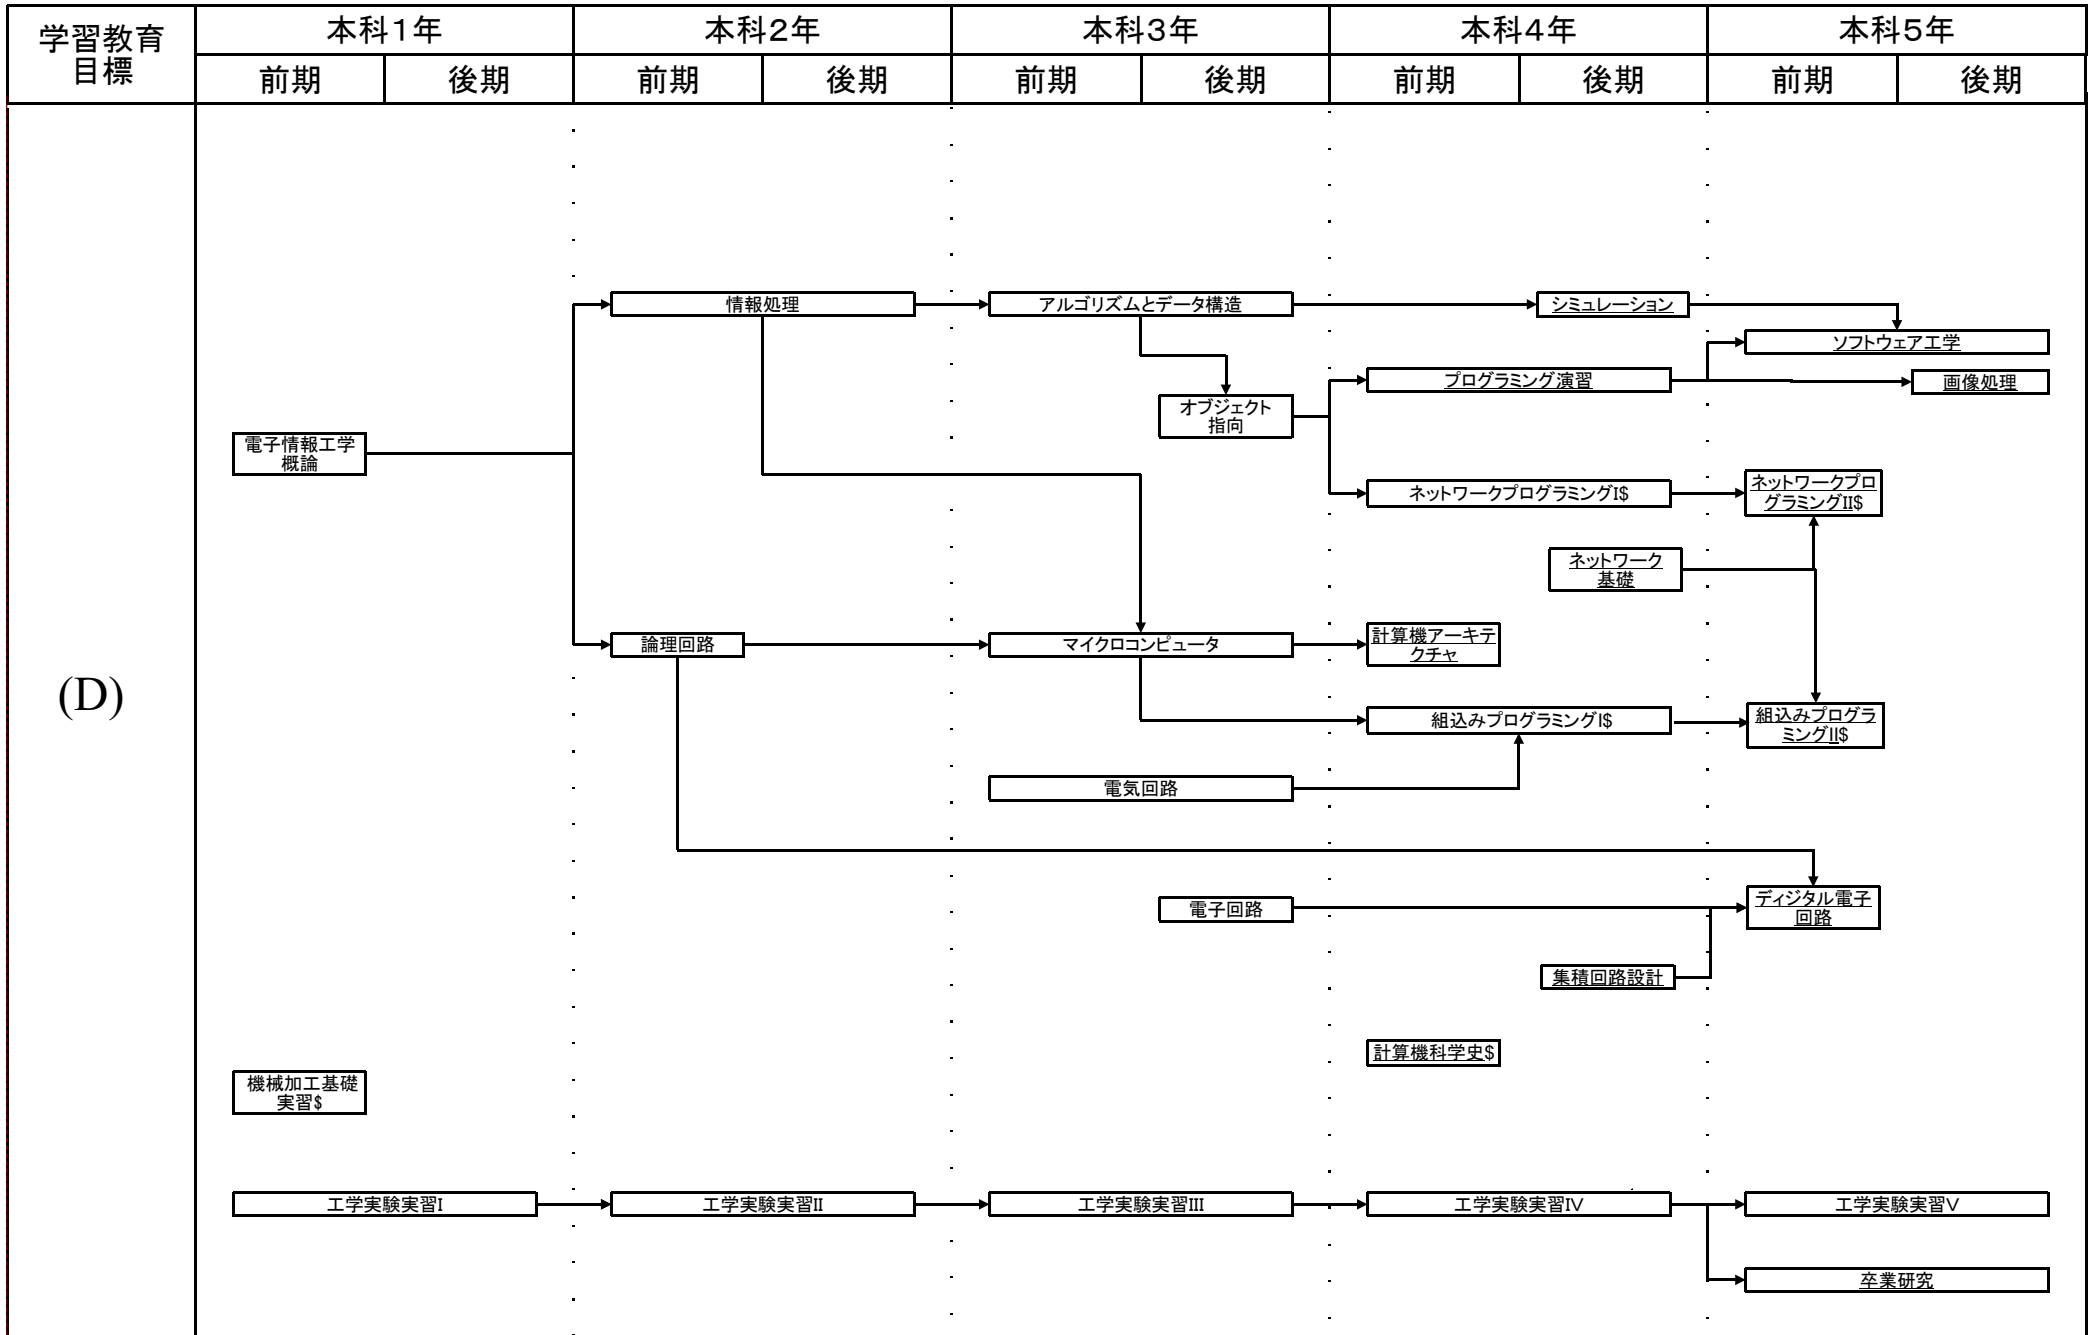 学習教育
目標
本科1年
本科2年
本科3年
本科4年
本科5年
前期
後期
前期
後期
前期
後期
前期
後期
前期
後期
(D)
情報処理
アルゴリズムとデータ構造
シミュレーション
ソフトウェア工学
プログラミング演習
画像処理
オブジェクト
指向
電子情報工学
概論
ネットワークプログラミングI$
ネットワークプロ
グラミングII$
ネットワーク
基礎
論理回路
マイクロコンピュータ
計算機アーキテ
クチャ
組込みプログラミングI$
組込みプログラ
ミングII$
電気回路
電子回路
ディジタル電子
回路
集積回路設計
計算機科学史$
機械加工基礎
実習$
工学実験実習I
工学実験実習II
工学実験実習III
工学実験実習IV
工学実験実習V
卒業研究